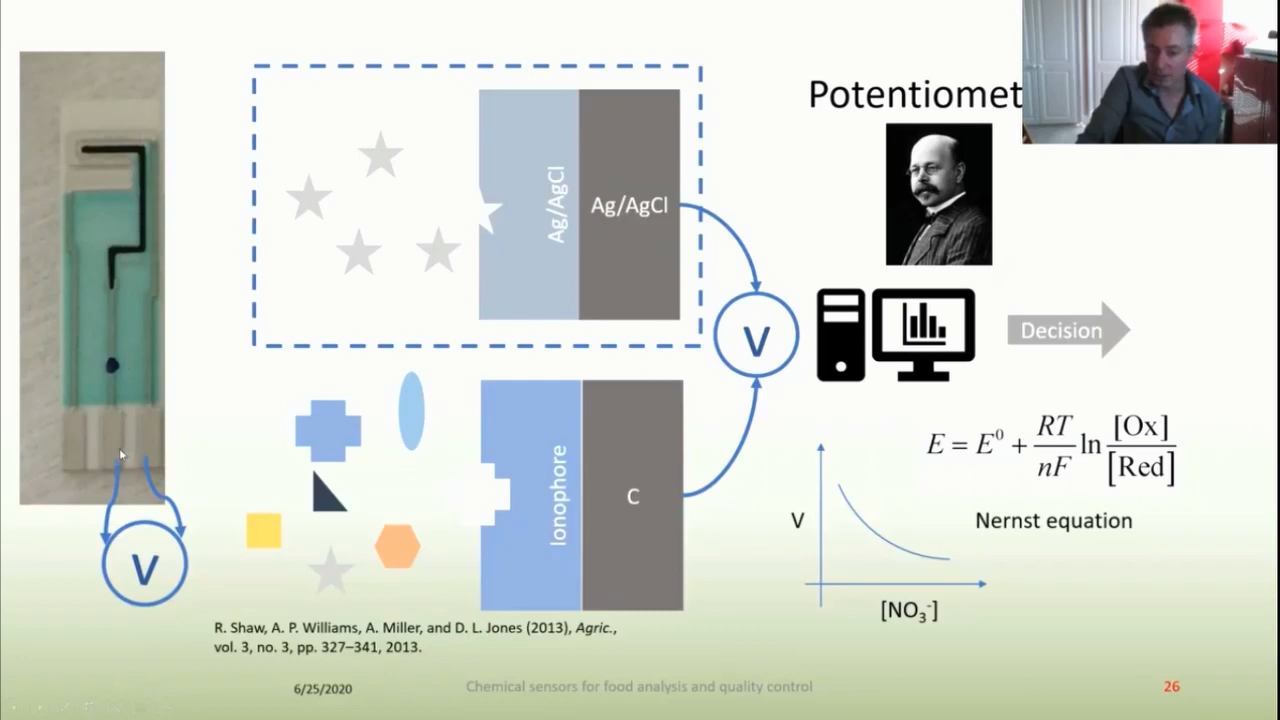 Potentiomet
Ag/AgCl
Ag/AgCl
V
Decision
Ionophore
C
E = E⁰ + RT/nF ln [Ox]/[Red]
V
Nernst equation
[NO₃⁻]
V
R. Shaw, A. P. Williams, A. Miller, and D. L. Jones (2013), Agric.,
vol. 3, no. 3, pp. 327–341, 2013.
6/25/2020
Chemical sensors for food analysis and quality control
26